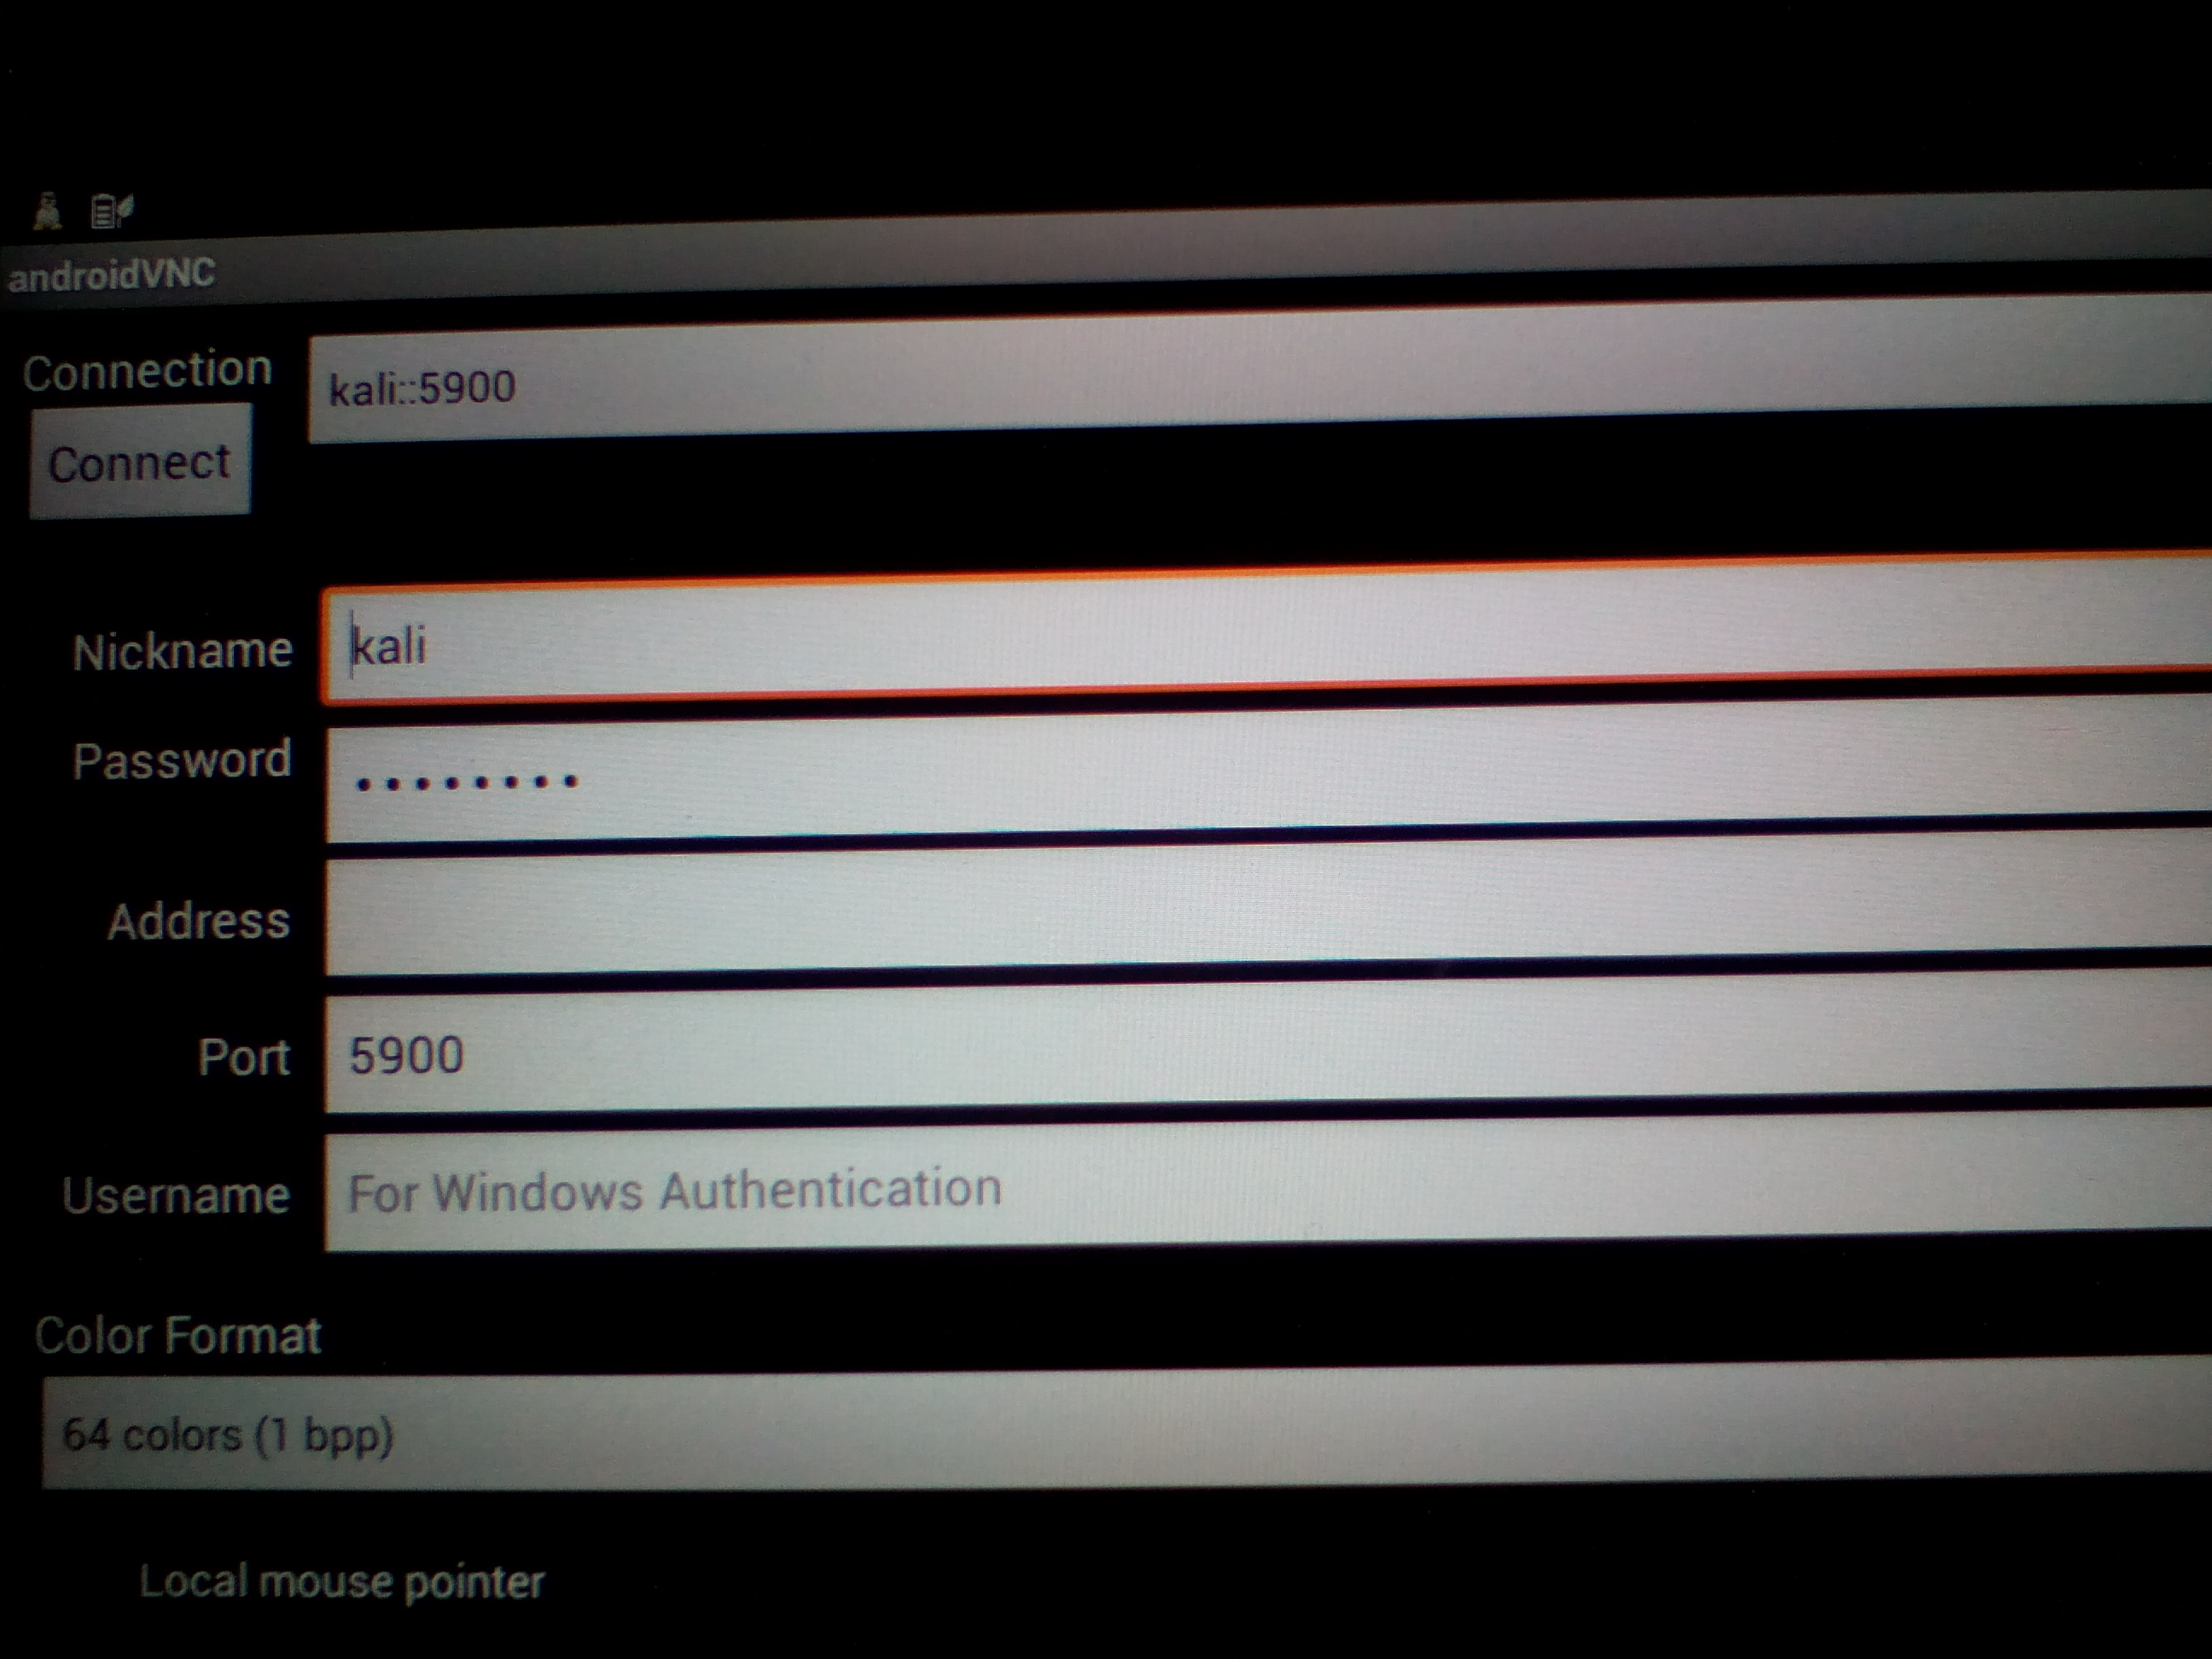 androidVNC
Connection
kali::5900
Connect
Nickname
kali
Password
••••••••
Address
Port
5900
Username
For Windows Authentication
Color Format
64 colors (1 bpp)
Local mouse pointer